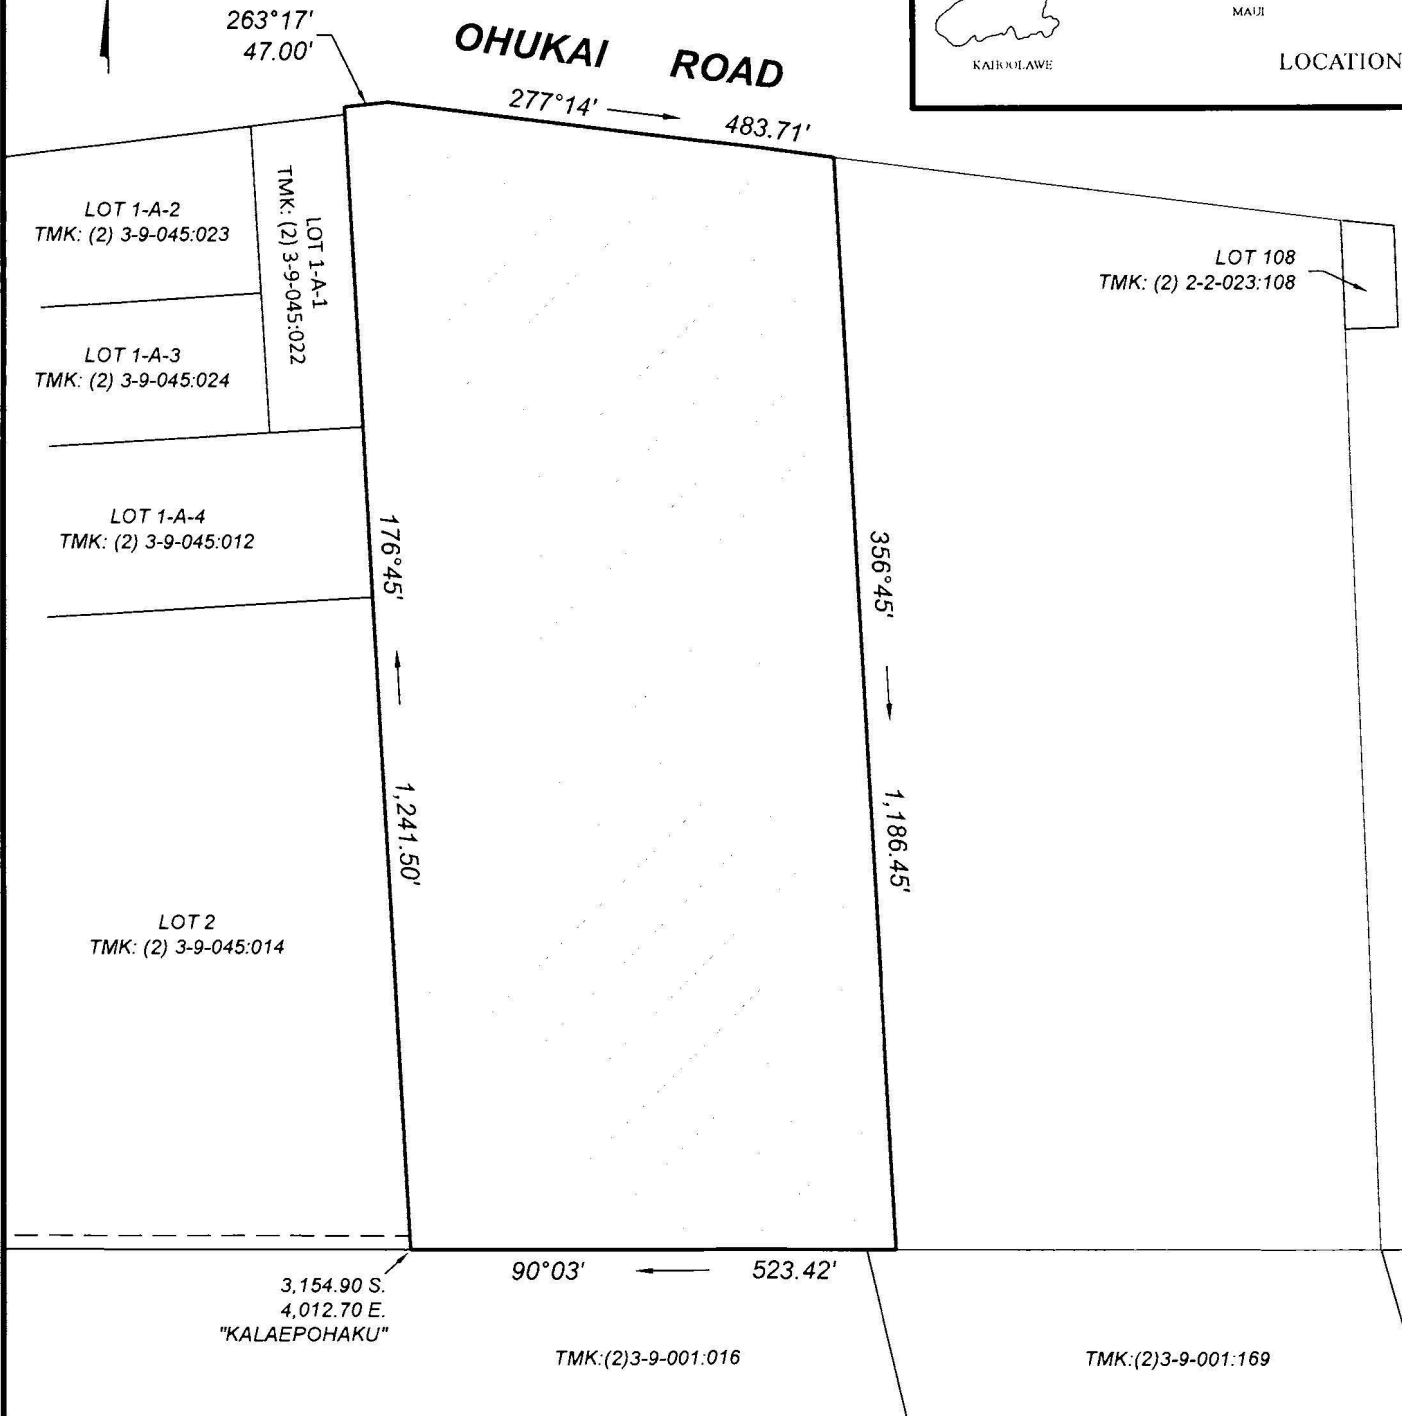 263°17'
47.00'
OHUKAI ROAD
277°14'
483.71'
MAUI
KAHOOLAWE
LOCATION
LOT 1-A-2
TMK: (2) 3-9-045:023
LOT 1-A-1
TMK: (2) 3-9-045:022
LOT 108
TMK: (2) 2-2-023:108
LOT 1-A-3
TMK: (2) 3-9-045:024
LOT 1-A-4
TMK: (2) 3-9-045:012
176°45'
1,241.50'
356°45'
1,186.45'
LOT 2
TMK: (2) 3-9-045:014
90°03'
523.42'
3,154.90 S.
4,012.70 E.
"KALAEPOHAKU"
TMK:(2)3-9-001:016
TMK:(2)3-9-001:169